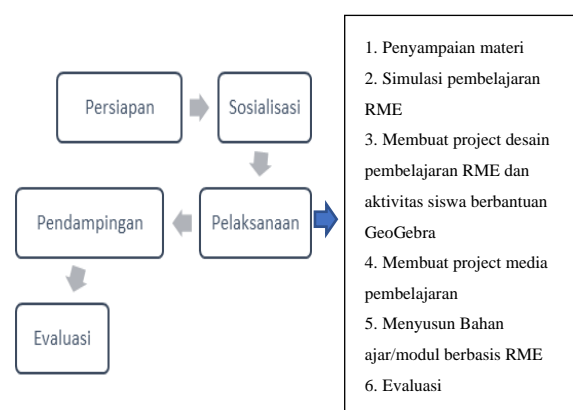 Persiapan
Sosialisasi
Pelaksanaan
Pendampingan
Evaluasi
1. Penyampaian materi
2. Simulasi pembelajaran
RME
3. Membuat project desain
pembelajaran RME dan
aktivitas siswa berbantuan
GeoGebra
4. Membuat project media
pembelajaran
5. Menyusun Bahan
ajar/modul berbasis RME
6. Evaluasi